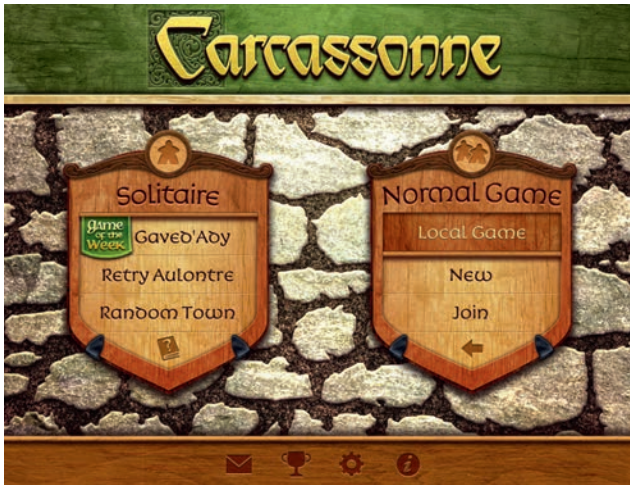 Carcassonne
Solitaire
Game
of the
Week
Gaved'Ady
Retry Aulontre
Random Town
?
Normal Game
Local Game
New
Join
i